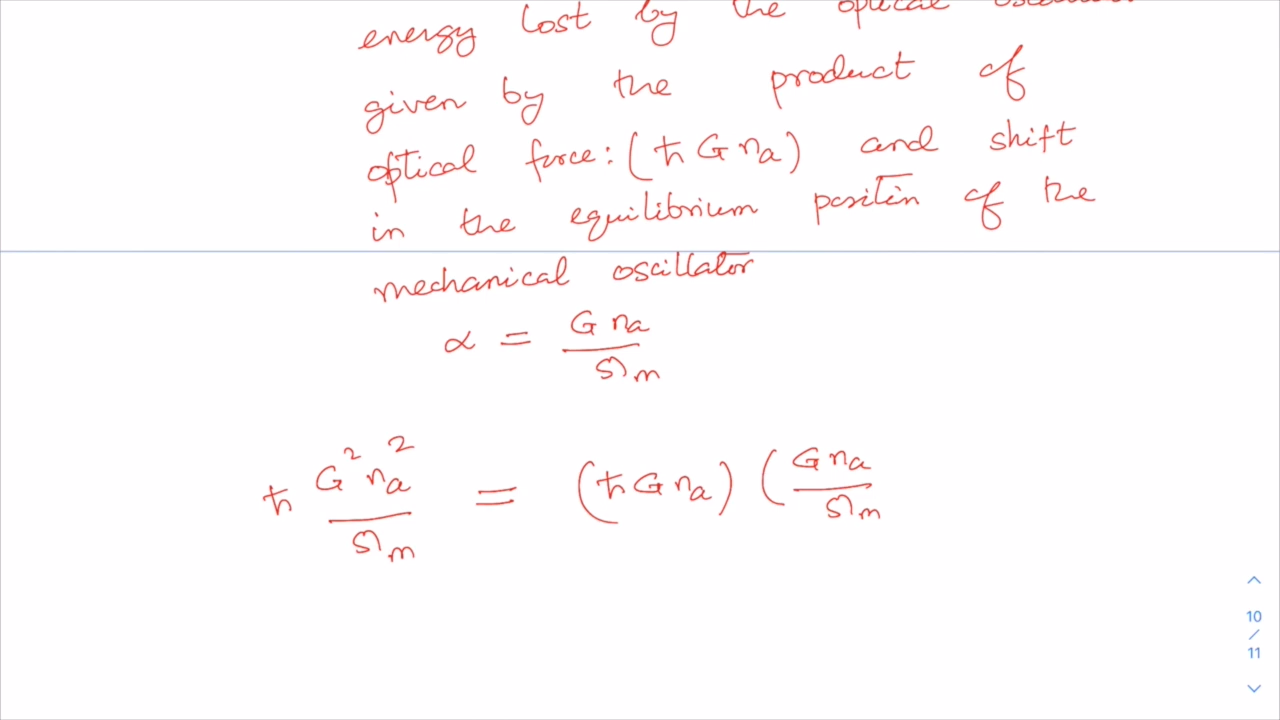 energy lost by the optical
given by the product of
optical force: (ℏ G nₐ) and shift
in the equilibrium position of the
mechanical oscillator
α = G nₐ / Ωₘ
ℏ G² nₐ² / Ωₘ = (ℏ G nₐ) ( G nₐ / Ωₘ
10
/
11